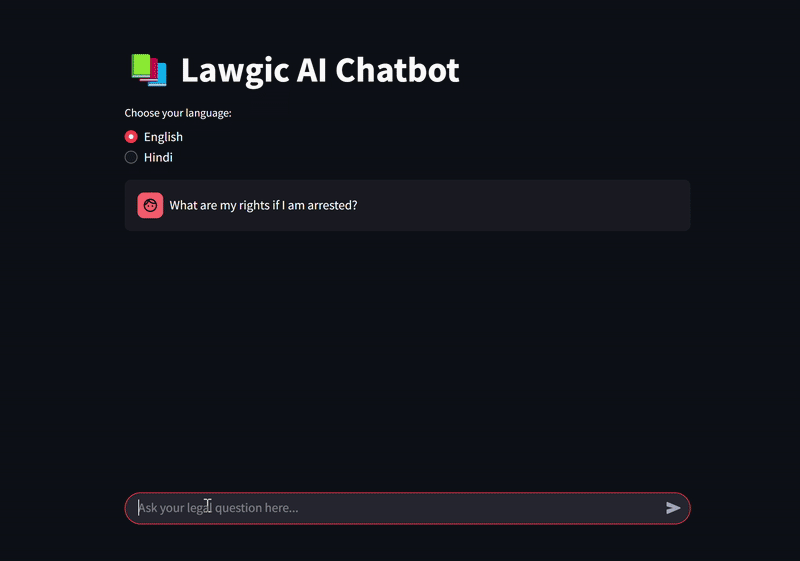 Lawgic AI Chatbot
Choose your language:
English
Hindi
What are my rights if I am arrested?
Ask your legal question here...